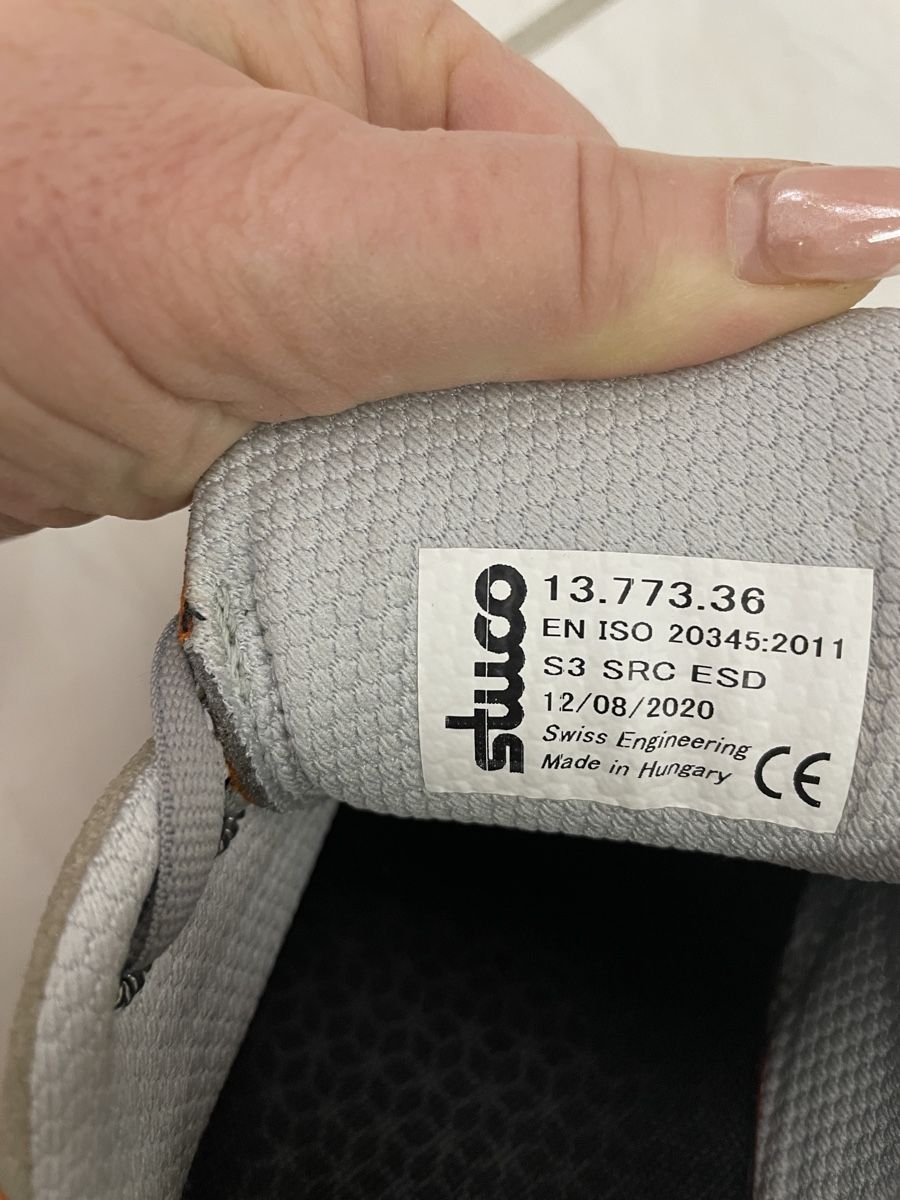 stuco
13.773.36
EN ISO 20345:2011
S3 SRC ESD
12/08/2020
Swiss Engineering
Made in Hungary
CE